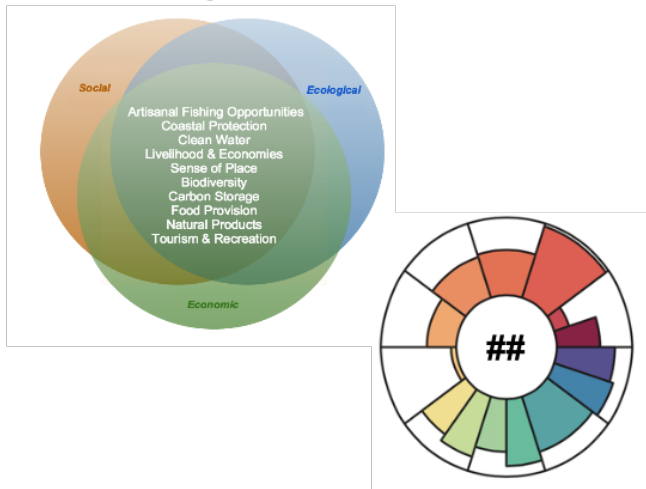 Social
Ecological
Artisanal Fishing Opportunities
Coastal Protection
Clean Water
Livelihood & Economies
Sense of Place
Biodiversity
Carbon Storage
Food Provision
Natural Products
Tourism & Recreation
Economic
##